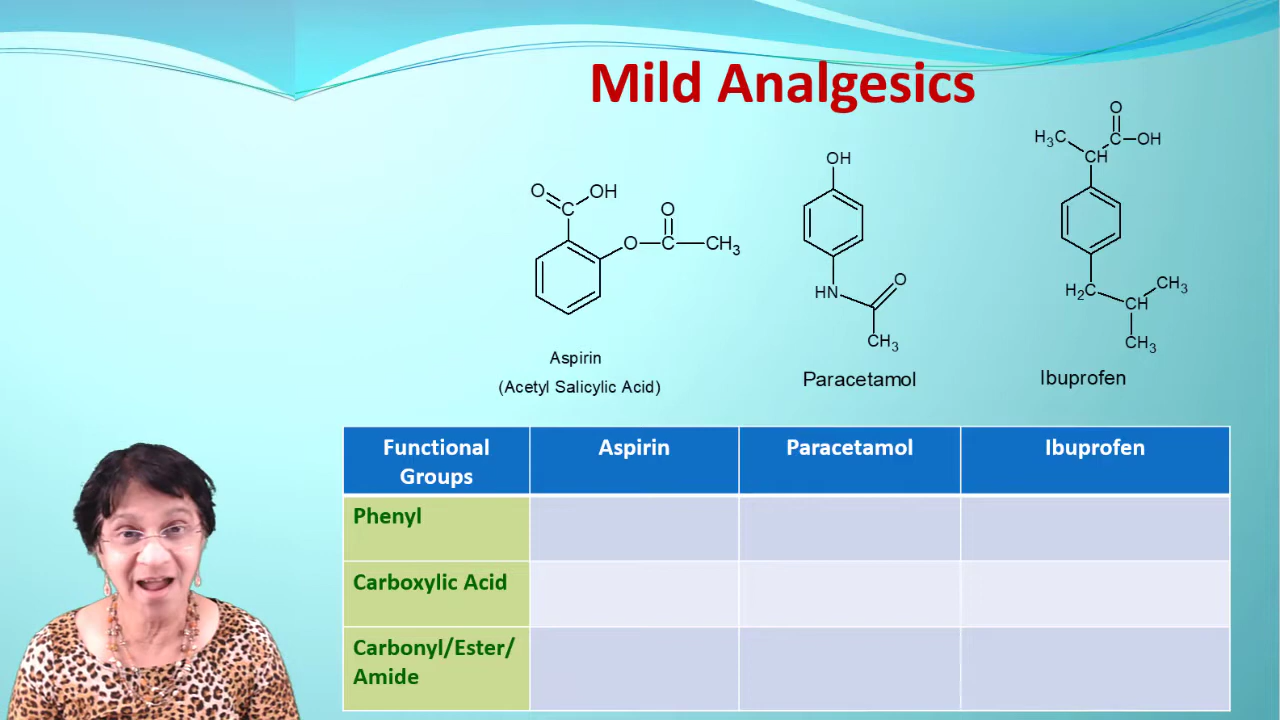 Mild Analgesics
O
OH
C
O
O
C
CH3
Aspirin
(Acetyl Salicylic Acid)
OH
HN
O
CH3
Paracetamol
O
H3C
C
OH
CH
H2C
CH3
CH
CH3
Ibuprofen
Functional
Groups
Aspirin
Paracetamol
Ibuprofen
Phenyl
Carboxylic Acid
Carbonyl/Ester/
Amide